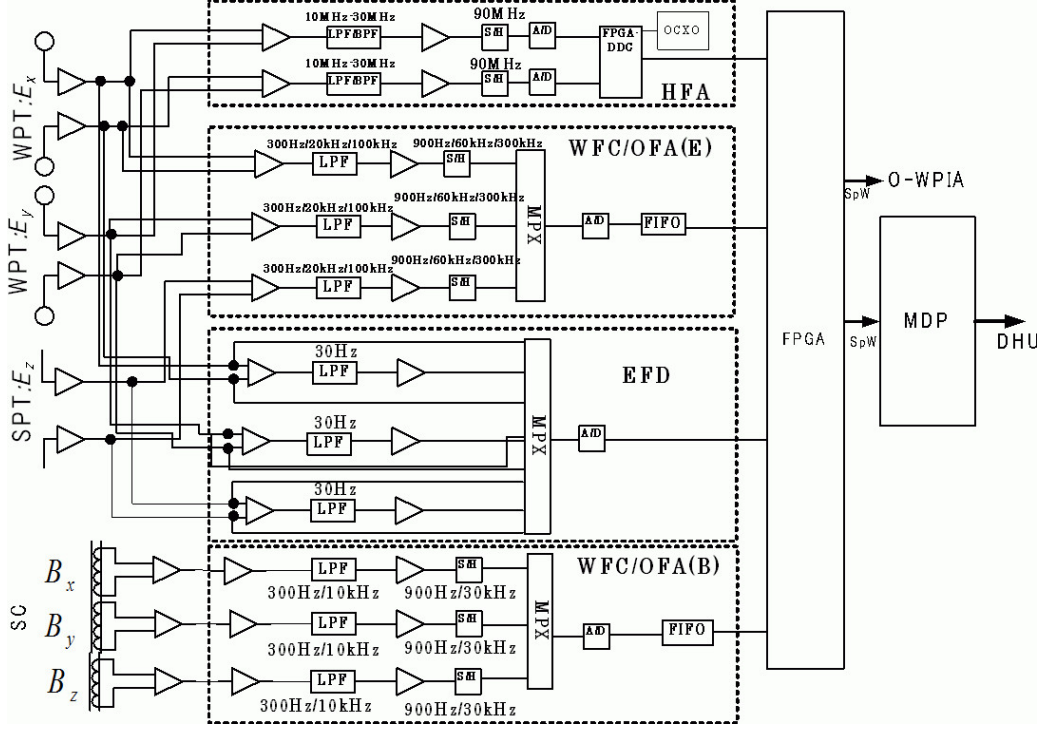 WPT:Ex
WPT:Ey
SPT:Ez
SC
Bx
By
Bz
10MHz-30MHz
LPF/BPF
90MHz
S/H
A/D
FPGA-
DDC
OCXO
10MHz-30MHz
LPF/BPF
90MHz
S/H
A/D
HFA
WFC/OFA(E)
300Hz/20kHz/100kHz
LPF
900Hz/60kHz/300kHz
S/H
300Hz/20kHz/100kHz
LPF
900Hz/60kHz/300kHz
S/H
300Hz/20kHz/100kHz
LPF
900Hz/60kHz/300kHz
S/H
MPX
A/D
FIFO
EFD
30Hz
LPF
30Hz
LPF
30Hz
LPF
MPX
A/D
WFC/OFA(B)
LPF
300Hz/10kHz
S/H
900Hz/30kHz
LPF
300Hz/10kHz
S/H
900Hz/30kHz
LPF
300Hz/10kHz
S/H
900Hz/30kHz
MPX
A/D
FIFO
FPGA
SpW
O-WPIA
SpW
MDP
DHU